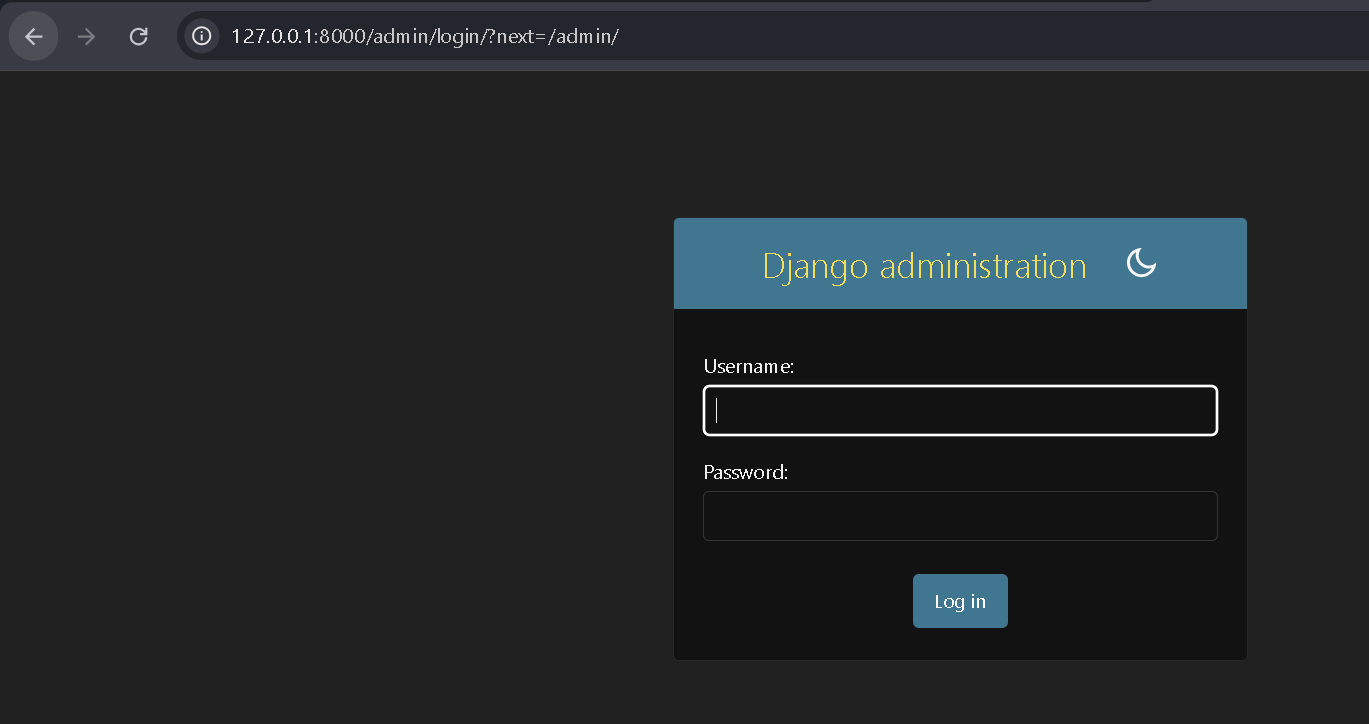 127.0.0.1:8000/admin/login/?next=/admin/
Django administration
Username:
Password:
Log in